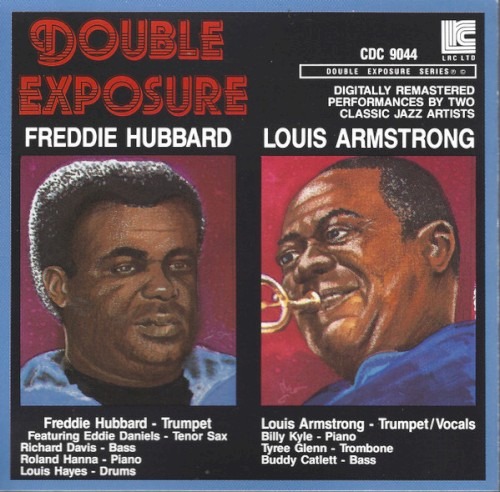 DOUBLE
EXPOSURE
CDC 9044
LRC LTD
DOUBLE EXPOSURE SERIES ℗ ©
DIGITALLY REMASTERED
PERFORMANCES BY TWO
CLASSIC JAZZ ARTISTS
FREDDIE HUBBARD
LOUIS ARMSTRONG
Freddie Hubbard - Trumpet
Featuring Eddie Daniels - Tenor Sax
Richard Davis - Bass
Roland Hanna - Piano
Louis Hayes - Drums
Louis Armstrong - Trumpet/Vocals
Billy Kyle - Piano
Tyree Glenn - Trombone
Buddy Catlett - Bass